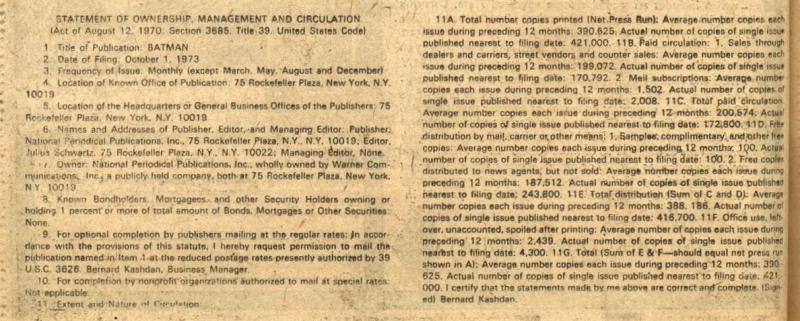 STATEMENT OF OWNERSHIP, MANAGEMENT AND CIRCULATION
(Act of August 12, 1970: Section 3685. Title 39. United States Code)
1. Title of Publication: BATMAN
2. Date of Filing: October 1, 1973
3. Frequency of Issue: Monthly (except March, May, August and December)
4. Location of Known Office of Publication: 75 Rockefeller Plaza, New York, N.Y.
10019
5. Location of the Headquarters or General Business Offices of the Publishers: 75
Rockefeller Plaza, New York, N.Y. 10019
6. Names and Addresses of Publisher, Editor, and Managing Editor: Publisher;
National Periodical Publications, Inc., 75 Rockefeller Plaza, N.Y., N.Y. 10019; Editor,
Julius Schwartz, 75 Rockefeller Plaza, N.Y., N.Y. 10022; Managing Editor, None.
7. Owner: National Periodical Publications, Inc., wholly owned by Warner Com-
munications, Inc., a publicly held company, both at 75 Rockefeller Plaza, New York,
N.Y. 10019.
8. Known Bondholders, Mortgagees, and other Security Holders owning or
holding 1 percent or more of total amount of Bonds, Mortgages or Other Securities:
None.
9. For optional completion by publishers mailing at the regular rates: In accor-
dance with the provisions of this statute, I hereby request permission to mail the
publication named in Item 1 at the reduced postage rates presently authorized by 39
U.S.C. 3626. Bernard Kashdan, Business Manager.
10. For completion by nonprofit organizations authorized to mail at special rates:
Not applicable.
11. Extent and Nature of Circulation:
11A. Total number copies printed (Net Press Run): Average number copies each
issue during preceding 12 months: 390,625. Actual number of copies of single issue
published nearest to filing date: 421,000. 11B. Paid circulation: 1. Sales through
dealers and carriers, street vendors and counter sales: Average number copies each
issue during preceding 12 months: 199,072. Actual number of copies of single issue
published nearest to filing date: 170,792. 2. Mail subscriptions: Average number
copies each issue during preceding 12 months: 1,502. Actual number of copies of
single issue published nearest to filing date: 2,008. 11C. Total paid circulation:
Average number copies each issue during preceding 12 months: 200,574. Actual
number of copies of single issue published nearest to filing date: 172,800. 11D. Free
distribution by mail, carrier or other means: 1. Samples, complimentary, and other free
copies: Average number copies each issue during preceding 12 months: 100. Actual
number of copies of single issue published nearest to filing date: 100. 2. Free copies
distributed to news agents, but not sold: Average number copies each issue during
preceding 12 months: 187,512. Actual number of copies of single issue published
nearest to filing date: 243,800. 11E. Total distribution (Sum of C and D): Average
number copies each issue during preceding 12 months: 388,186. Actual number of
copies of single issue published nearest to filing date: 416,700. 11F. Office use, left-
over, unaccounted, spoiled after printing: Average number of copies each issue during
preceding 12 months: 2,439. Actual number of copies of single issue published
nearest to filing date: 4,300. 11G. Total (Sum of E & F—should equal net press run
shown in A): Average number copies each issue during preceding 12 months: 390-
625. Actual number of copies of single issue published nearest to filing date: 421,
000. I certify that the statements made by me above are correct and complete. (Sign-
ed) Bernard Kashdan.